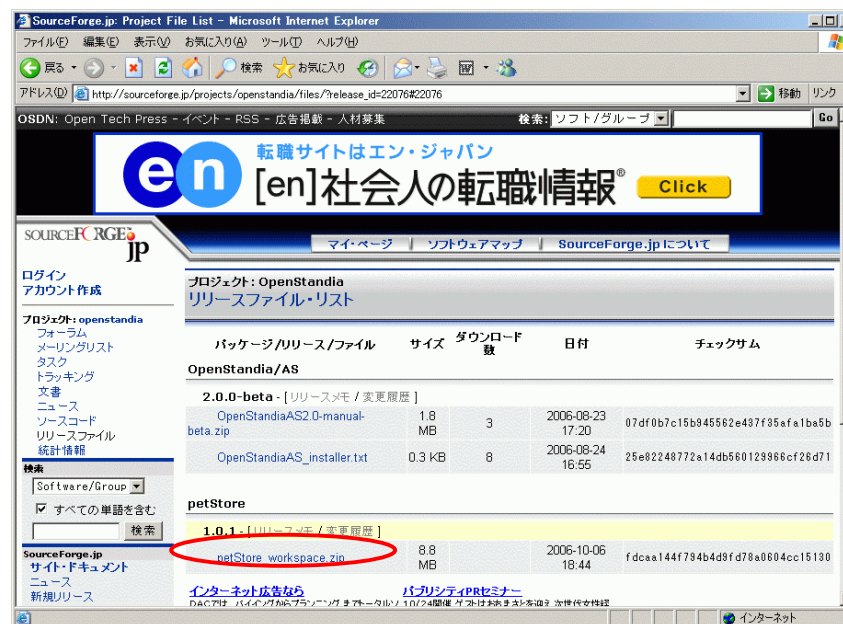 SourceForge.jp: Project File List - Microsoft Internet Explorer
ファイル(F) 編集(E) 表示(V) お気に入り(A) ツール(T) ヘルプ(H)
戻る 検索 お気に入り
アドレス(D) http://sourceforge.jp/projects/openstandia/files/?release_id=22076#22076 移動 リンク
OSDN: Open Tech Press - イベント - RSS - 広告掲載 - 人材募集 検索: ソフト/グループ Go
転職サイトはエン・ジャパン
en [en]社会人の転職情報® Click
SOURCEFORGE jp
マイ・ページ | ソフトウェアマップ | SourceForge.jpについて
ログイン
アカウント作成
プロジェクト: openstandia
フォーラム
メーリングリスト
タスク
トラッキング
文書
ニュース
ソースコード
リリースファイル
統計情報
検索
Software/Group
すべての単語を含む
検索
SourceForge.jp
サイト・ドキュメント
ニュース
新規リリース
プロジェクト: OpenStandia
リリースファイル・リスト
パッケージ/リリース/ファイル サイズ ダウンロード数 日付 チェックサム
OpenStandia/AS
2.0.0-beta - [ リリースメモ / 変更履歴 ]
OpenStandiaAS2.0-manual-beta.zip 1.8 MB 3 2006-08-23 17:20 07df0b7c15b945562e437f35afa1ba5b
OpenStandiaAS_installer.txt 0.3 KB 8 2006-08-24 16:55 25e82248772a14db560129966cf26d71
petStore
1.0.1 - [ リリースメモ / 変更履歴 ]
petStore_workspace.zip 8.8 MB 2006-10-06 18:44 fdcaa144f794b4d9fd78a0604cc15130
インターネット広告なら パブリシティPRセミナー
インターネット